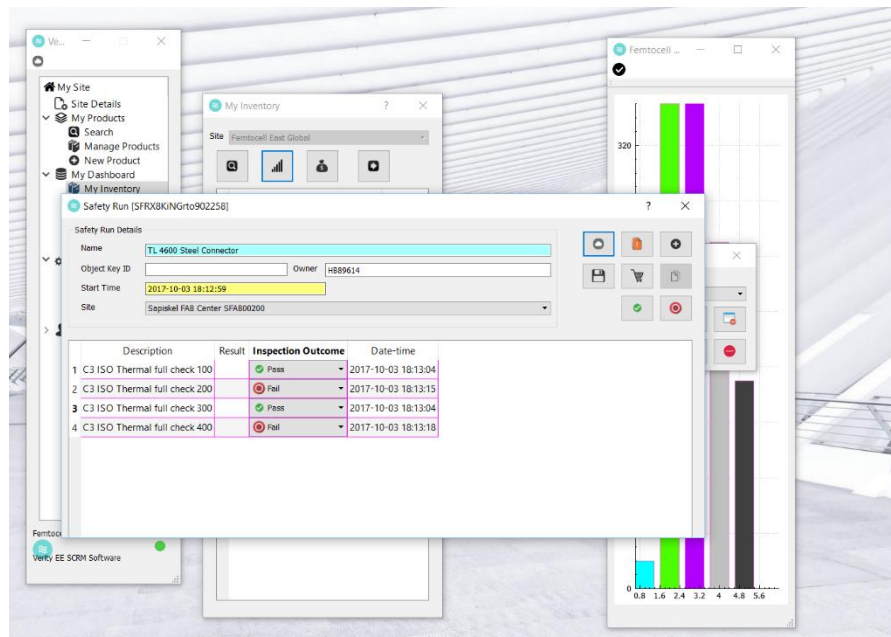 Ve...
My Site
Site Details
My Products
Search
Manage Products
New Product
My Dashboard
My Inventory
Verity EE SCRM Software
My Inventory
Site Femtocell East Global
Femtocell ...
320
0
0.8 1.6 2.4 3.2 4 4.8 5.6
Safety Run [SFRX8KiNGrto902258]
Safety Run Details
Name TL 4600 Steel Connector
Object Key ID Owner HB89614
Start Time 2017-10-03 18:12:59
Site Sapiskel FAB Center SFAB00200
Description Result Inspection Outcome Date-time
1 C3 ISO Thermal full check 100 Pass 2017-10-03 18:13:04
2 C3 ISO Thermal full check 200 Fail 2017-10-03 18:13:15
3 C3 ISO Thermal full check 300 Pass 2017-10-03 18:13:04
4 C3 ISO Thermal full check 400 Fail 2017-10-03 18:13:18